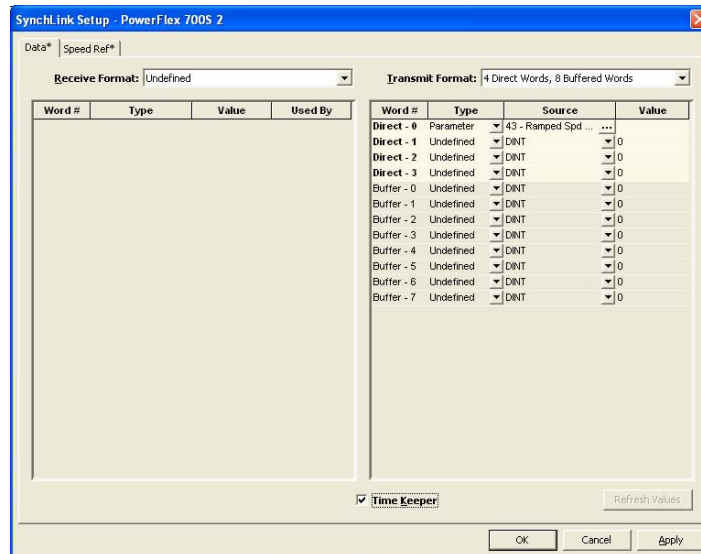 SynchLink Setup - PowerFlex 700S 2
Data* Speed Ref*
Receive Format: Undefined
Transmit Format: 4 Direct Words, 8 Buffered Words
Word # Type Value Used By
Word # Type Source Value
Direct - 0 Parameter 43 - Ramped Spd ... ...
Direct - 1 Undefined DINT 0
Direct - 2 Undefined DINT 0
Direct - 3 Undefined DINT 0
Buffer - 0 Undefined DINT 0
Buffer - 1 Undefined DINT 0
Buffer - 2 Undefined DINT 0
Buffer - 3 Undefined DINT 0
Buffer - 4 Undefined DINT 0
Buffer - 5 Undefined DINT 0
Buffer - 6 Undefined DINT 0
Buffer - 7 Undefined DINT 0
Time Keeper
Refresh Values
OK Cancel Apply